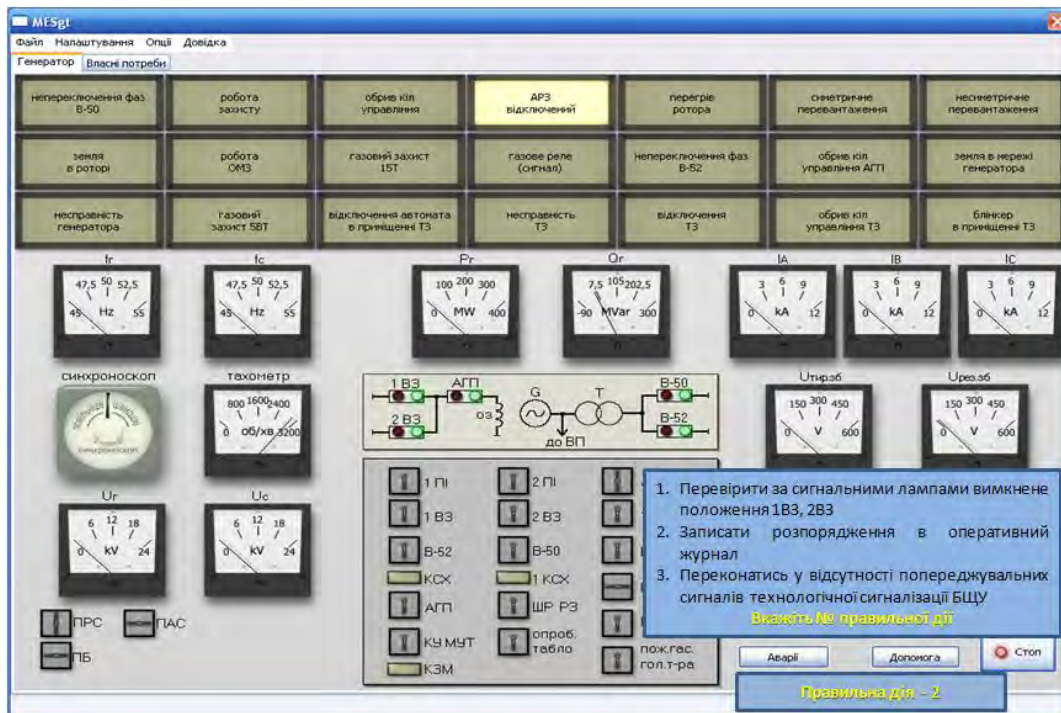 MESgt
Файл Налаштування Опції Довідка
Генератор Власні потреби
непереключення фаз В-50
робота захисту
обрив кіл управління
АРЗ відключений
перегрів ротора
симетричне перевантаження
несиметричне перевантаження
земля в роторі
робота ОМЗ
газовий захист 15Т
газове реле (сигнал)
непереключення фаз В-52
обрив кіл управління АГП
земля в мережі генератора
несправність генератора
газовий захист 5ВТ
відключення автомата в приміщенні ТЗ
несправність ТЗ
відключення ТЗ
обрив кіл управління ТЗ
блінкер в приміщенні ТЗ
fг
47,5 50 52,5
45 Hz 55
fс
47,5 50 52,5
45 Hz 55
Pг
100 200 300
0 MW 400
Qг
7,5 105 202,5
-90 MVar 300
IA
3 6 9
0 kA 12
IB
3 6 9
0 kA 12
IC
3 6 9
0 kA 12
синхроноскоп
синхроноскоп
тахометр
800 1600 2400
0 об/хв 3200
1 ВЗ
АГП
2 ВЗ
ОЗ
G
T
В-50
В-52
до ВП
Uтир.зб
150 300 450
0 V 600
Uрез.зб
150 300 450
0 V 600
Uг
6 12 18
0 kV 24
Uс
6 12 18
0 kV 24
1 ПІ
2 ПІ
1 ВЗ
2 ВЗ
В-52
В-50
КСХ
1 КСХ
АГП
ШР РЗ
КУ МУТ
опроб. табло
КЗМ
пож.гас. гол.т-ра
ПРС
ПАС
ПБ
1. Перевірити за сигнальними лампами вимкнене
положення 1ВЗ, 2ВЗ
2. Записати розпорядження в оперативний
журнал
3. Переконатись у відсутності попереджувальних
сигналів технологічної сигналізації БЩУ
Вкажіть № правильної дії
Аварії
Допомога
Стоп
Правильна дія - 2